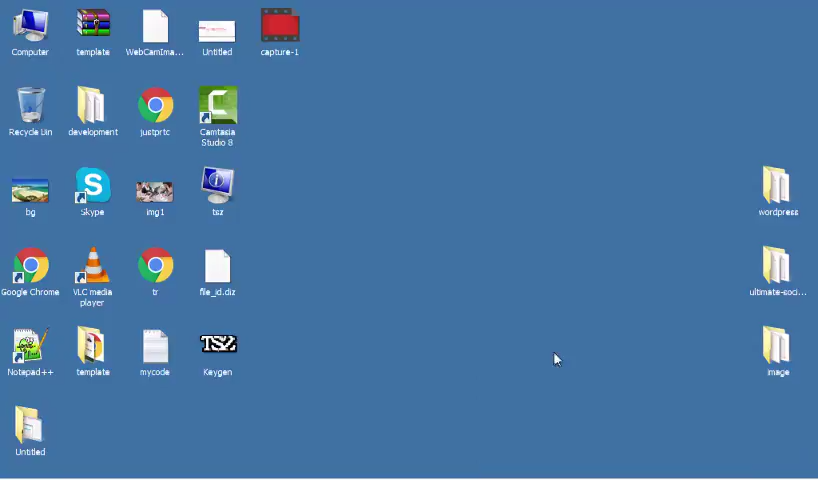 Computer
template
WebCamIma...
Untitled
capture-1
Recycle Bin
development
justprtc
Camtasia
Studio 8
bg
Skype
img1
tsz
wordpress
Google Chrome
VLC media
player
tr
file_id.diz
ultimate-soci...
Notepad++
template
mycode
TSZ
Keygen
image
Untitled